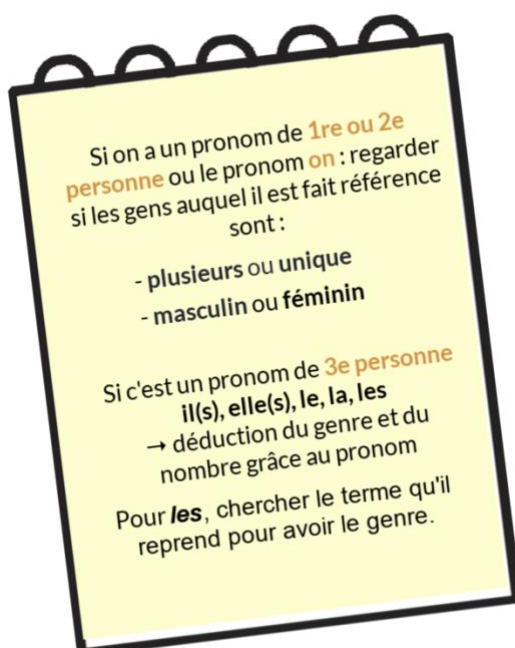 Si on a un pronom de 1re ou 2e
personne ou le pronom on : regarder
si les gens auquel il est fait référence
sont :
- plusieurs ou unique
- masculin ou féminin
Si c'est un pronom de 3e personne
il(s), elle(s), le, la, les
→ déduction du genre et du
nombre grâce au pronom
Pour les, chercher le terme qu'il
reprend pour avoir le genre.